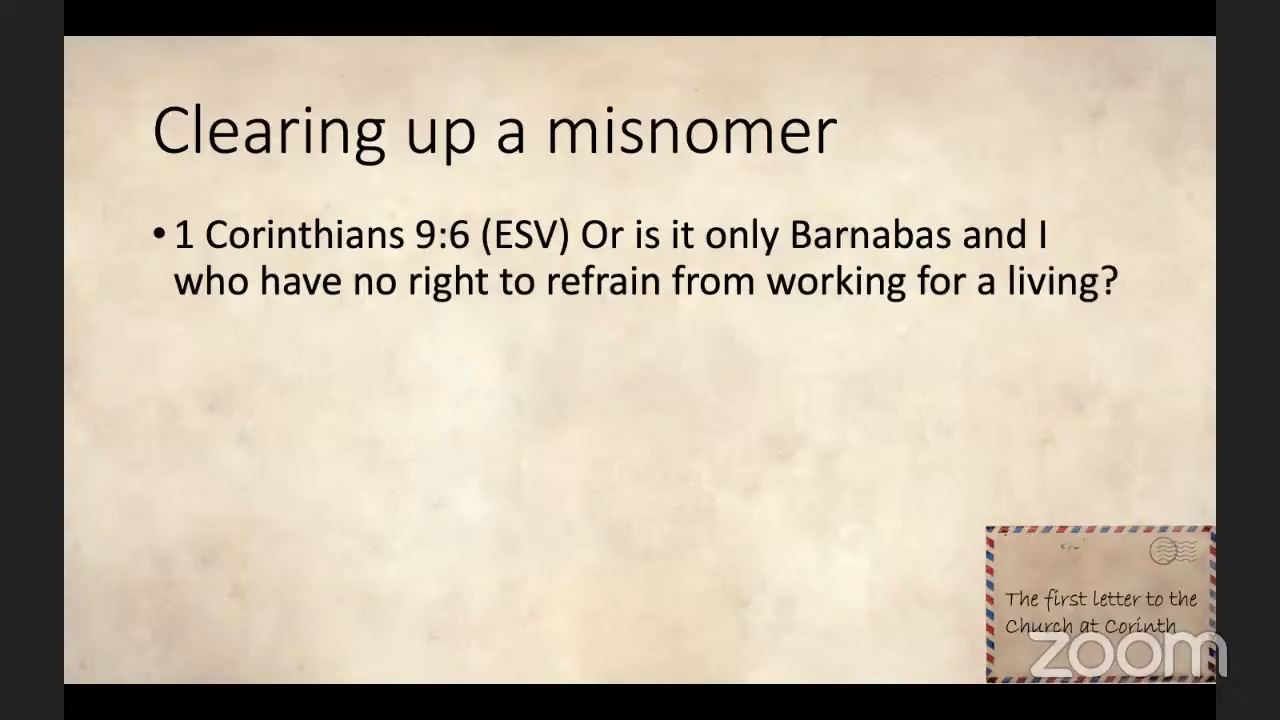 Clearing up a misnomer
• 1 Corinthians 9:6 (ESV) Or is it only Barnabas and I
who have no right to refrain from working for a living?
The first letter to the
Church at Corinth
zoom